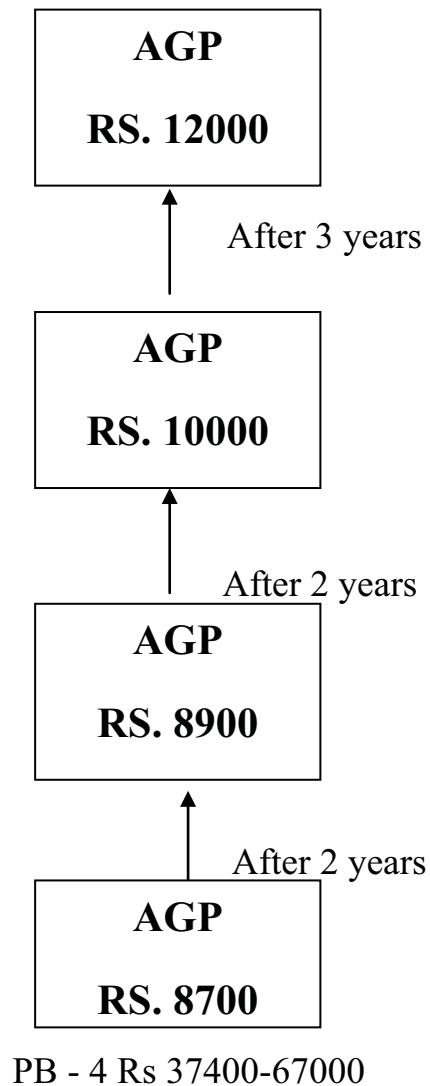 AGP
RS. 12000
After 3 years
AGP
RS. 10000
After 2 years
AGP
RS. 8900
After 2 years
AGP
RS. 8700
PB - 4 Rs 37400-67000